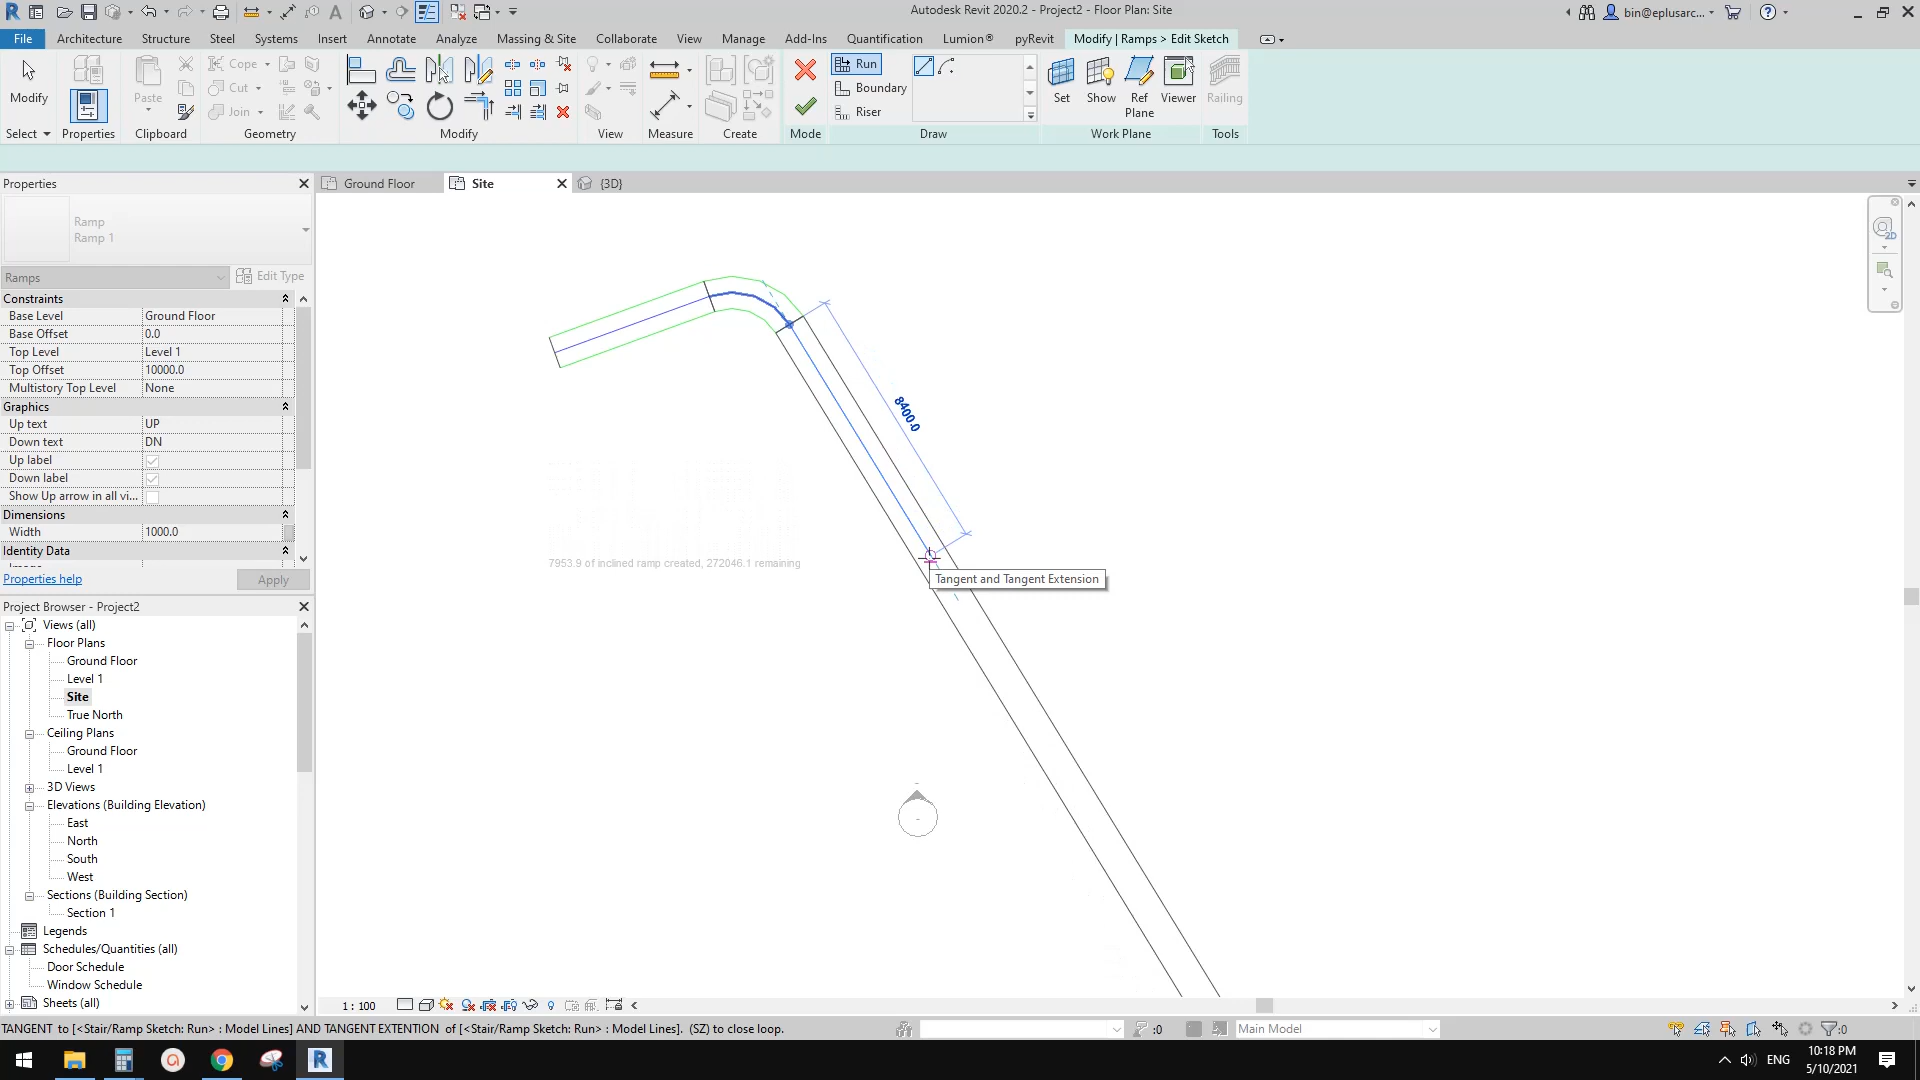 Autodesk Revit 2020.2 - Project2 - Floor Plan: Site
bin@eplusarc...
File
Architecture
Structure
Steel
Systems
Insert
Annotate
Analyze
Massing & Site
Collaborate
View
Manage
Add-Ins
Quantification
Lumion®
pyRevit
Modify | Ramps > Edit Sketch
Modify
Paste
Cope
Cut
Join
Run
Boundary
Riser
Set
Show
Ref
Plane
Viewer
Railing
Select
Properties
Clipboard
Geometry
Modify
View
Measure
Create
Mode
Draw
Work Plane
Tools
Properties
Ground Floor
Site
{3D}
Ramp
Ramp 1
Ramps
Edit Type
Constraints
Base Level Ground Floor
Base Offset 0.0
Top Level Level 1
Top Offset 10000.0
Multistory Top Level None
Graphics
Up text UP
Down text DN
Up label
Down label
Show Up arrow in all vi...
Dimensions
Width 1000.0
Identity Data
Properties help
Apply
Project Browser - Project2
Views (all)
Floor Plans
Ground Floor
Level 1
Site
True North
Ceiling Plans
Ground Floor
Level 1
3D Views
Elevations (Building Elevation)
East
North
South
West
Sections (Building Section)
Section 1
Legends
Schedules/Quantities (all)
Door Schedule
Window Schedule
Sheets (all)
2D
8400.0
7953.9 of inclined ramp created, 272046.1 remaining
Tangent and Tangent Extension
1 : 100
TANGENT to [<Stair/Ramp Sketch: Run> : Model Lines] AND TANGENT EXTENTION of [<Stair/Ramp Sketch: Run> : Model Lines]. (SZ) to close loop.
:0
Main Model
:0
ENG
10:18 PM
5/10/2021